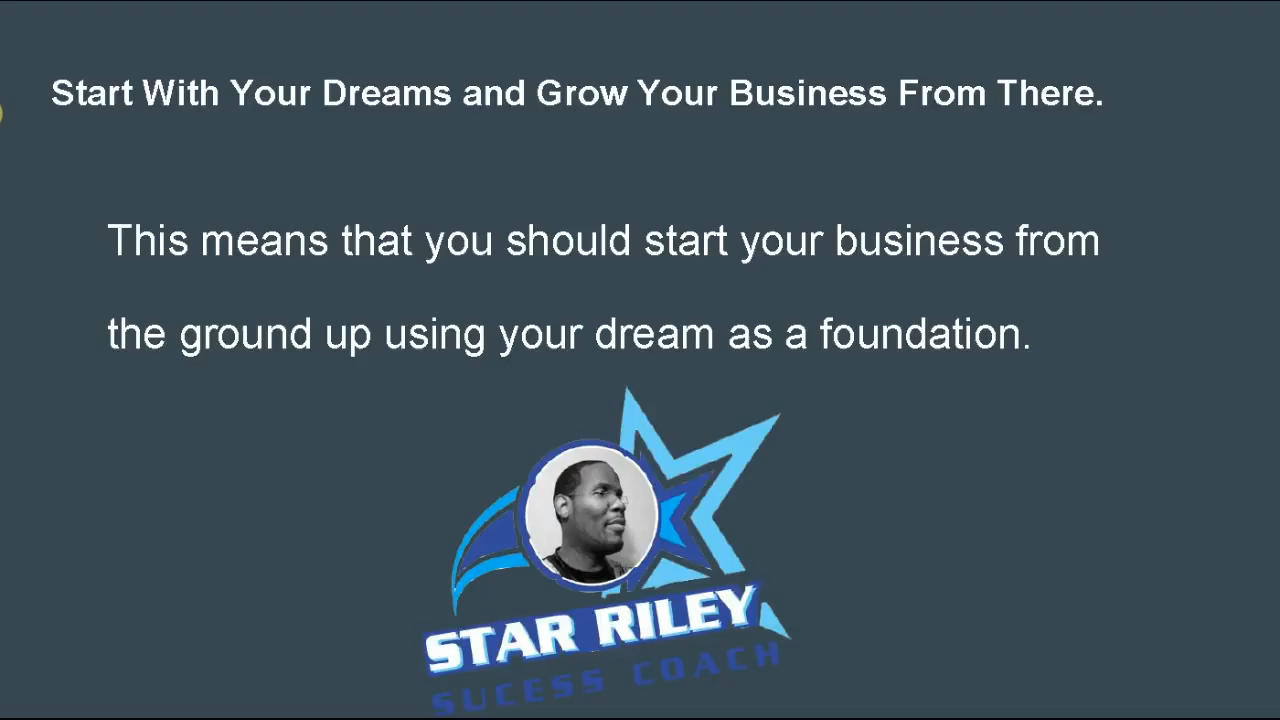 Start With Your Dreams and Grow Your Business From There.
This means that you should start your business from
the ground up using your dream as a foundation.
STAR RILEY
SUCESS COACH